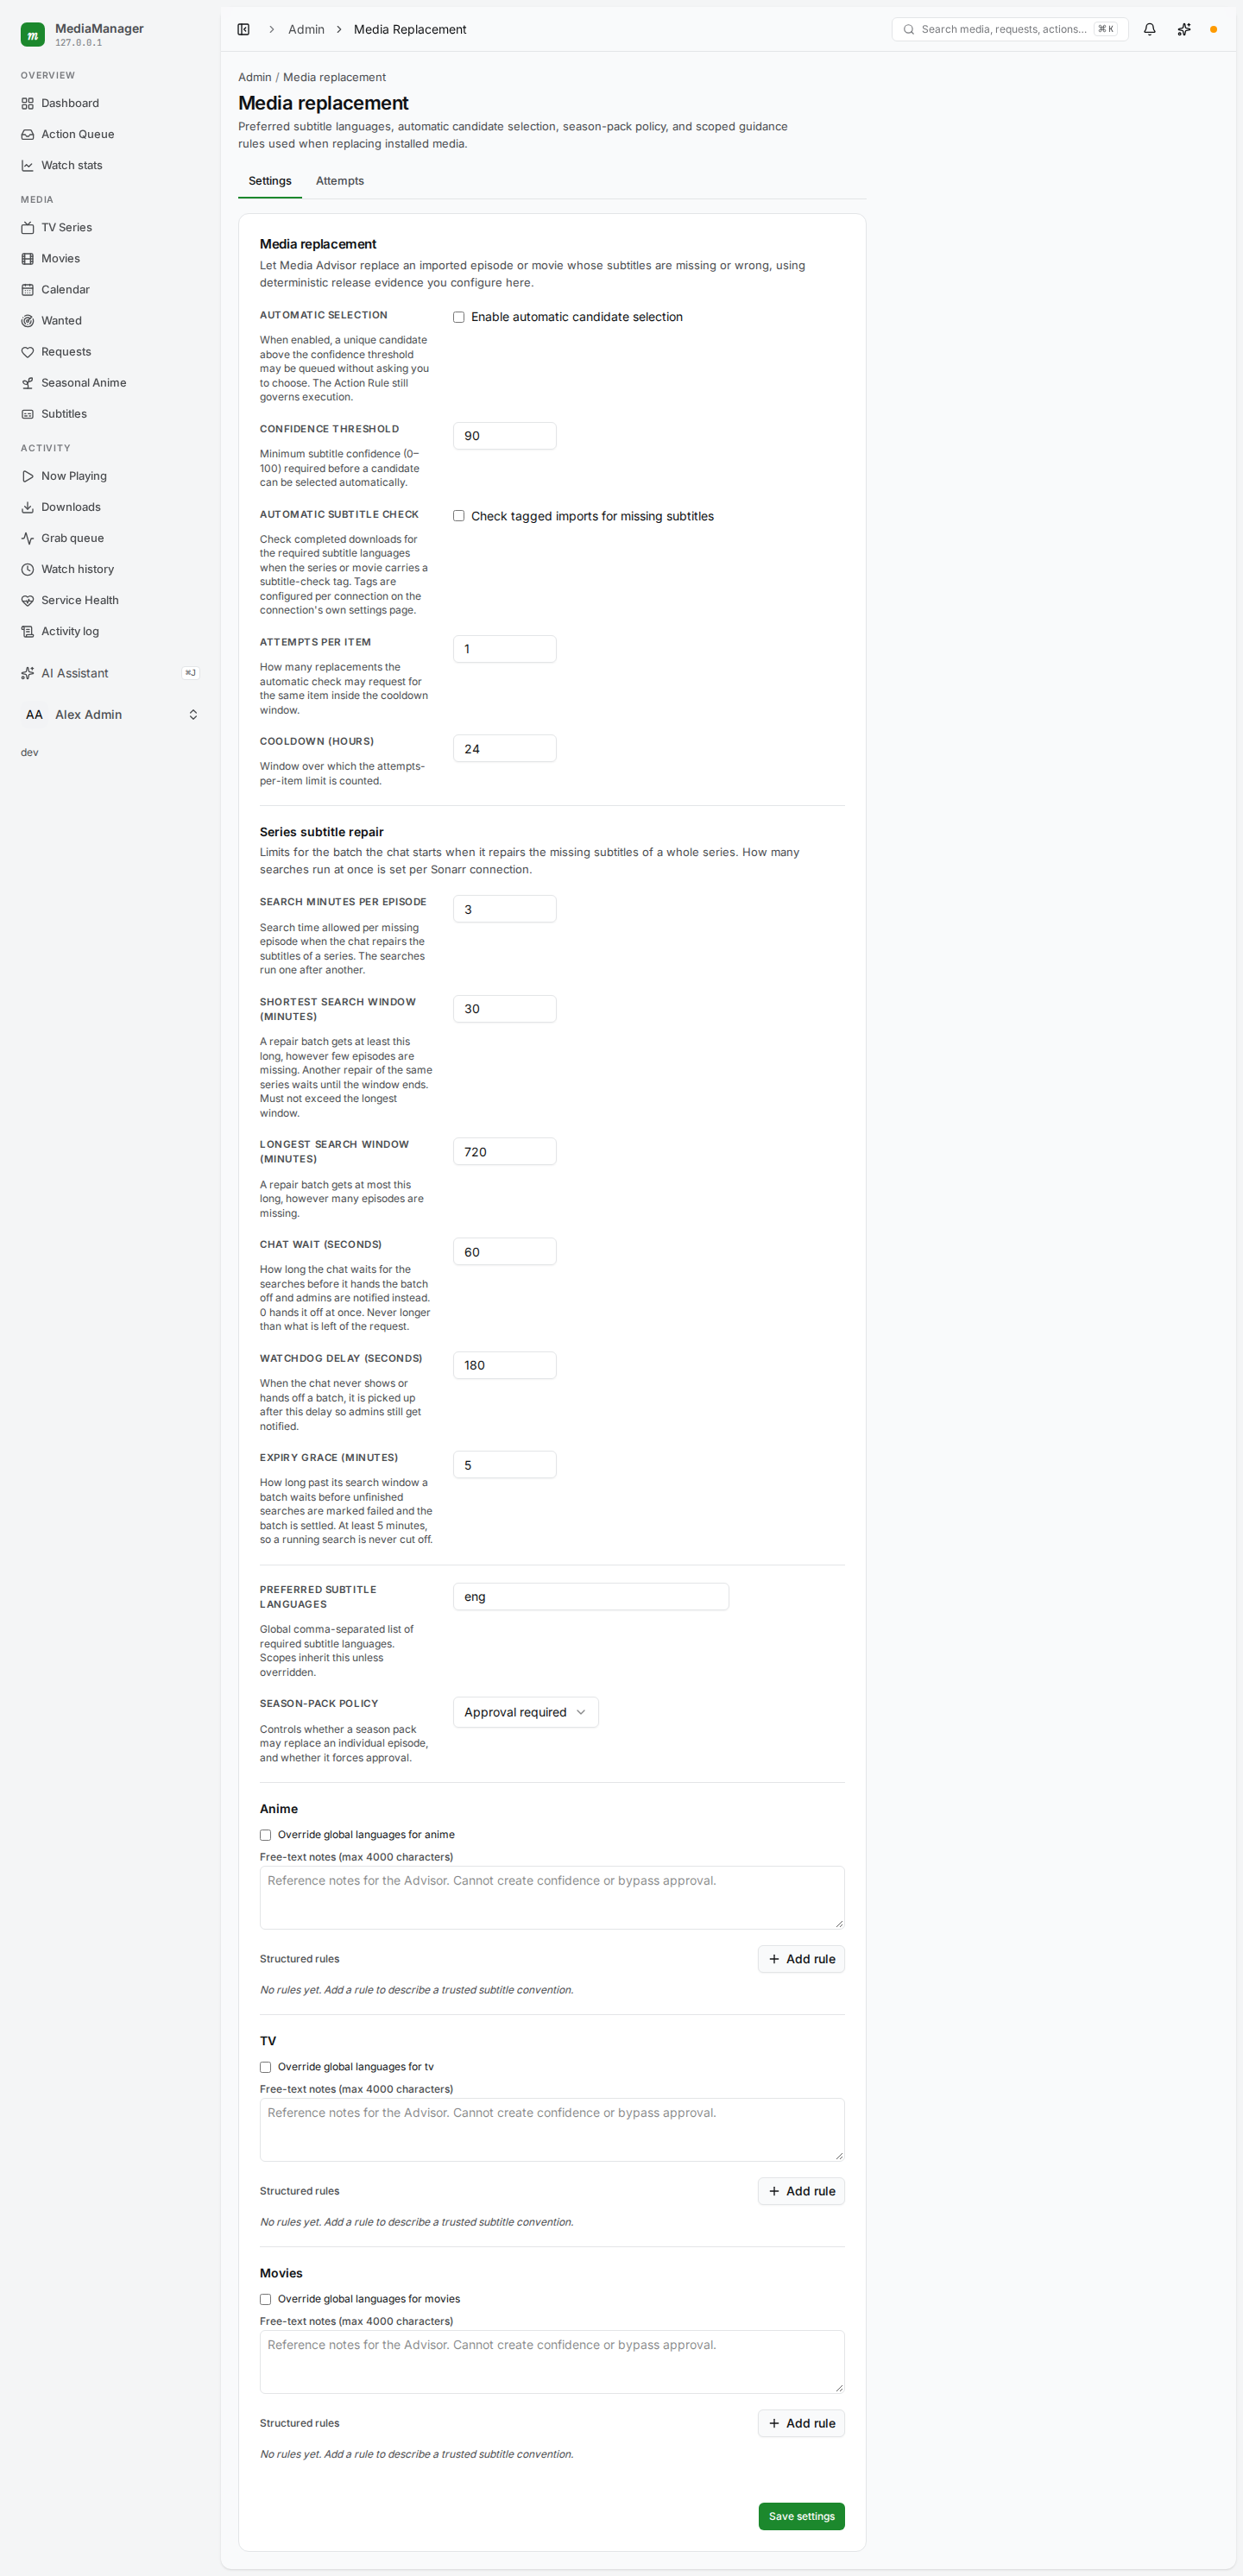 m
MediaManager
127.0.0.1
OVERVIEW
Dashboard
Action Queue
Watch stats
MEDIA
TV Series
Movies
Calendar
Wanted
Requests
Seasonal Anime
Subtitles
ACTIVITY
Now Playing
Downloads
Grab queue
Watch history
Service Health
Activity log
AI Assistant ⌘J
AA Alex Admin
dev
Admin Media Replacement
Search media, requests, actions... ⌘ K
Admin / Media replacement
Media replacement
Preferred subtitle languages, automatic candidate selection, season-pack policy, and scoped guidance
rules used when replacing installed media.
Settings Attempts
Media replacement
Let Media Advisor replace an imported episode or movie whose subtitles are missing or wrong, using
deterministic release evidence you configure here.
AUTOMATIC SELECTION
Enable automatic candidate selection
When enabled, a unique candidate
above the confidence threshold
may be queued without asking you
to choose. The Action Rule still
governs execution.
CONFIDENCE THRESHOLD
90
Minimum subtitle confidence (0–
100) required before a candidate
can be selected automatically.
AUTOMATIC SUBTITLE CHECK
Check tagged imports for missing subtitles
Check completed downloads for
the required subtitle languages
when the series or movie carries a
subtitle-check tag. Tags are
configured per connection on the
connection's own settings page.
ATTEMPTS PER ITEM
1
How many replacements the
automatic check may request for
the same item inside the cooldown
window.
COOLDOWN (HOURS)
24
Window over which the attempts-
per-item limit is counted.
Series subtitle repair
Limits for the batch the chat starts when it repairs the missing subtitles of a whole series. How many
searches run at once is set per Sonarr connection.
SEARCH MINUTES PER EPISODE
3
Search time allowed per missing
episode when the chat repairs the
subtitles of a series. The searches
run one after another.
SHORTEST SEARCH WINDOW
(MINUTES)
30
A repair batch gets at least this
long, however few episodes are
missing. Another repair of the same
series waits until the window ends.
Must not exceed the longest
window.
LONGEST SEARCH WINDOW
(MINUTES)
720
A repair batch gets at most this
long, however many episodes are
missing.
CHAT WAIT (SECONDS)
60
How long the chat waits for the
searches before it hands the batch
off and admins are notified instead.
0 hands it off at once. Never longer
than what is left of the request.
WATCHDOG DELAY (SECONDS)
180
When the chat never shows or
hands off a batch, it is picked up
after this delay so admins still get
notified.
EXPIRY GRACE (MINUTES)
5
How long past its search window a
batch waits before unfinished
searches are marked failed and the
batch is settled. At least 5 minutes,
so a running search is never cut off.
PREFERRED SUBTITLE
LANGUAGES
eng
Global comma-separated list of
required subtitle languages.
Scopes inherit this unless
overridden.
SEASON-PACK POLICY
Approval required
Controls whether a season pack
may replace an individual episode,
and whether it forces approval.
Anime
Override global languages for anime
Free-text notes (max 4000 characters)
Reference notes for the Advisor. Cannot create confidence or bypass approval.
Structured rules
Add rule
No rules yet. Add a rule to describe a trusted subtitle convention.
TV
Override global languages for tv
Free-text notes (max 4000 characters)
Reference notes for the Advisor. Cannot create confidence or bypass approval.
Structured rules
Add rule
No rules yet. Add a rule to describe a trusted subtitle convention.
Movies
Override global languages for movies
Free-text notes (max 4000 characters)
Reference notes for the Advisor. Cannot create confidence or bypass approval.
Structured rules
Add rule
No rules yet. Add a rule to describe a trusted subtitle convention.
Save settings